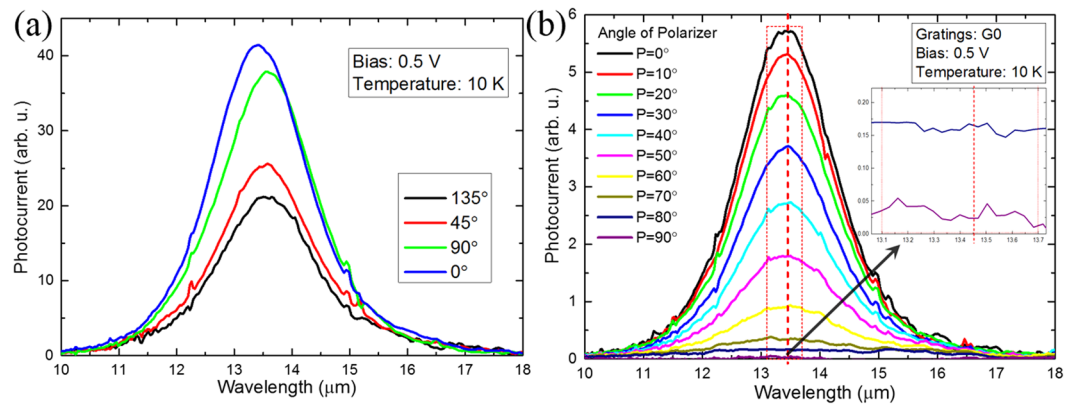 (a)
Photocurrent (arb. u.)
40
30
20
10
0
10 11 12 13 14 15 16 17 18
Wavelength (μm)
Bias: 0.5 V
Temperature: 10 K
135°
45°
90°
0°
(b)
Photocurrent (arb. u.)
6
5
4
3
2
1
0
10 11 12 13 14 15 16 17 18
Wavelength (μm)
Angle of Polarizer
P=0°
P=10°
P=20°
P=30°
P=40°
P=50°
P=60°
P=70°
P=80°
P=90°
Gratings: G0
Bias: 0.5 V
Temperature: 10 K
0.20
0.15
0.10
0.05
0.00
13.1 13.2 13.3 13.4 13.5 13.6 13.7